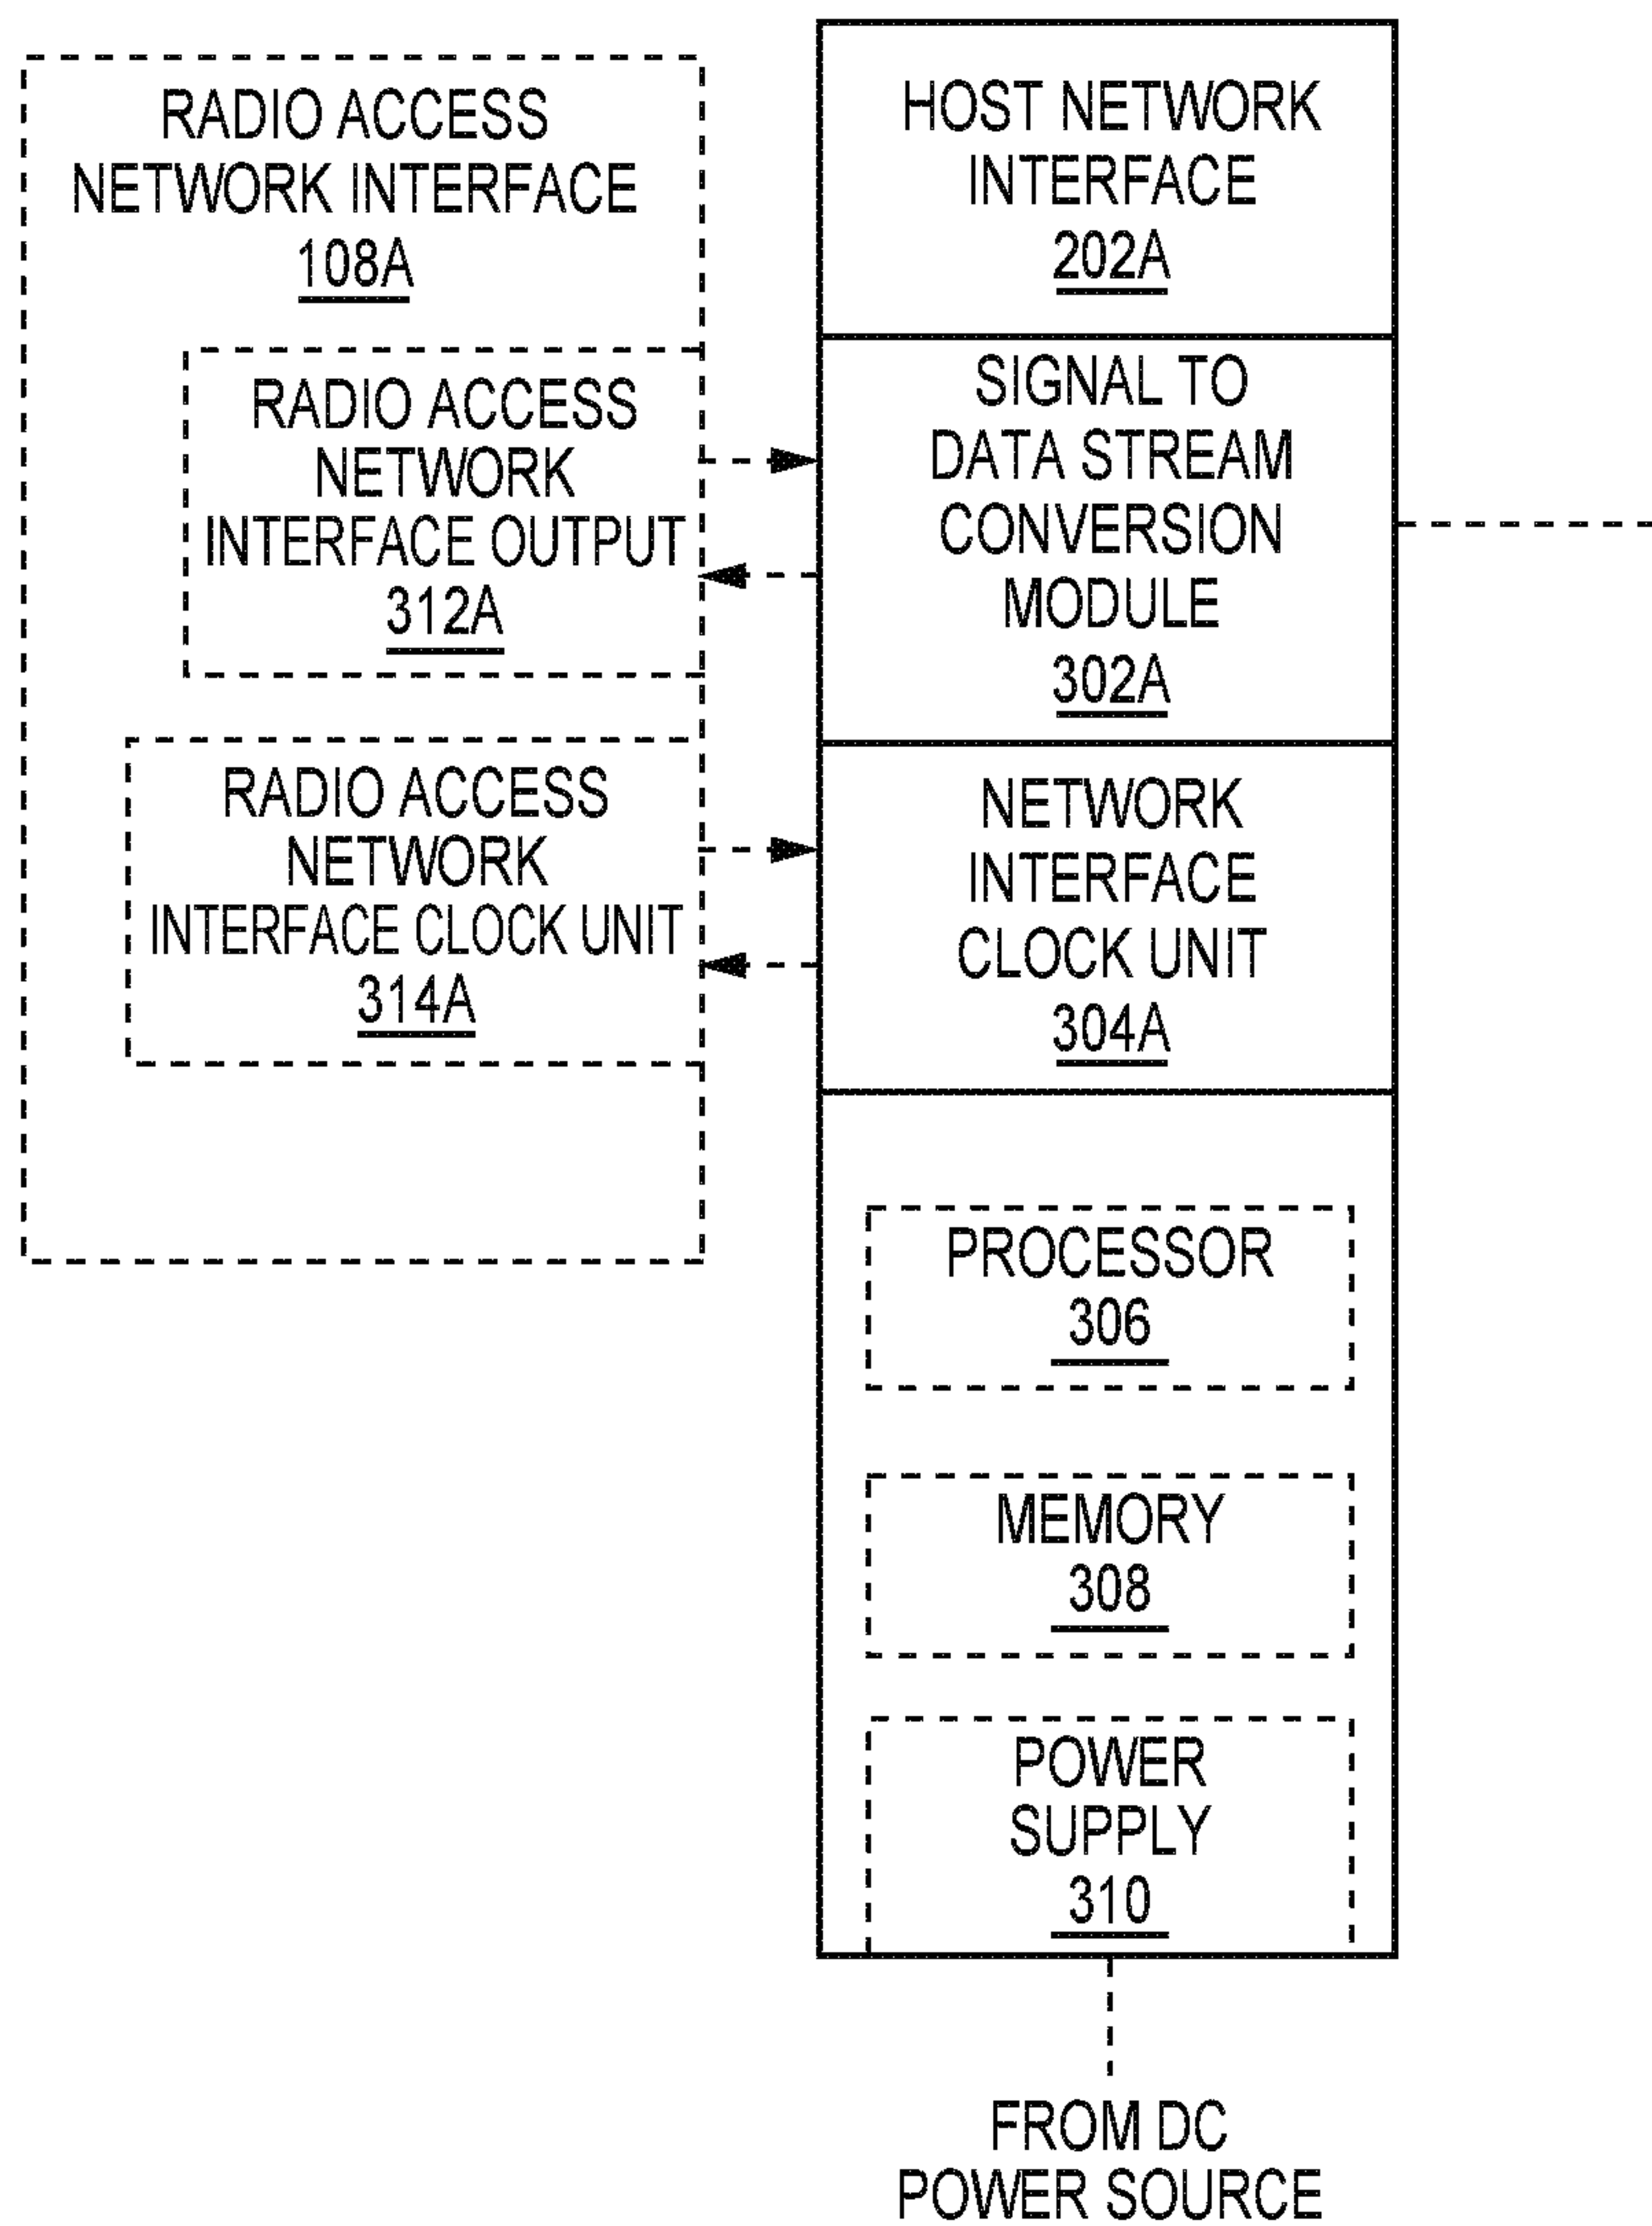 RADIO ACCESS
NETWORK INTERFACE
108A
RADIO ACCESS
NETWORK
INTERFACE OUTPUT
312A
RADIO ACCESS
NETWORK
INTERFACE CLOCK UNIT
314A
HOST NETWORK
INTERFACE
202A
SIGNAL TO
DATA STREAM
CONVERSION
MODULE
302A
NETWORK
INTERFACE
CLOCK UNIT
304A
PROCESSOR
306
MEMORY
308
POWER
SUPPLY
310
FROM DC
POWER SOURCE